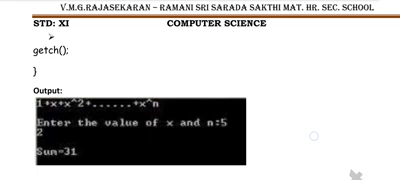 V.M.G.RAJASEKARAN – RAMANI SRI SARADA SAKTHI MAT. HR. SEC. SCHOOL
STD: XI COMPUTER SCIENCE
➢
getch();
}
Output:
1+x+x^2+......+x^n
Enter the value of x and n:5
2
Sum=31